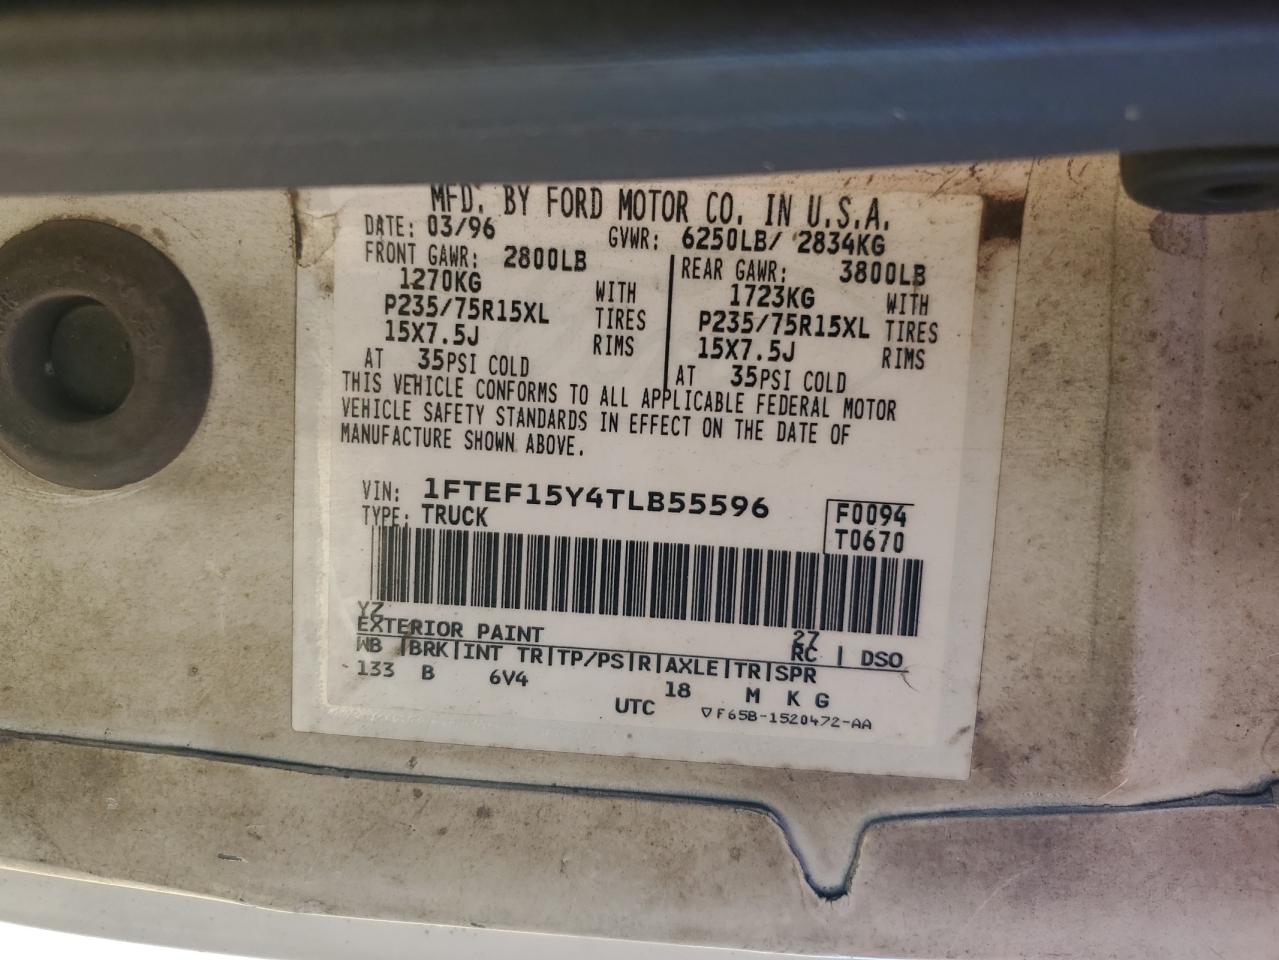 MFD. BY FORD MOTOR CO. IN U.S.A.
DATE: 03/96 GVWR: 6250LB/ 2834KG
FRONT GAWR: 2800LB REAR GAWR: 3800LB
1270KG WITH 1723KG WITH
P235/75R15XL TIRES P235/75R15XL TIRES
15X7.5J RIMS 15X7.5J RIMS
AT 35PSI COLD AT 35PSI COLD
THIS VEHICLE CONFORMS TO ALL APPLICABLE FEDERAL MOTOR
VEHICLE SAFETY STANDARDS IN EFFECT ON THE DATE OF
MANUFACTURE SHOWN ABOVE.
VIN: 1FTEF15Y4TLB55596 F0094
TYPE: TRUCK T0670
YZ
EXTERIOR PAINT 27
WB |BRK|INT TR|TP/PS|R|AXLE|TR|SPR RC | DSO
133 B 6V4 18 M K G
UTC ▽F65B-1520472-AA